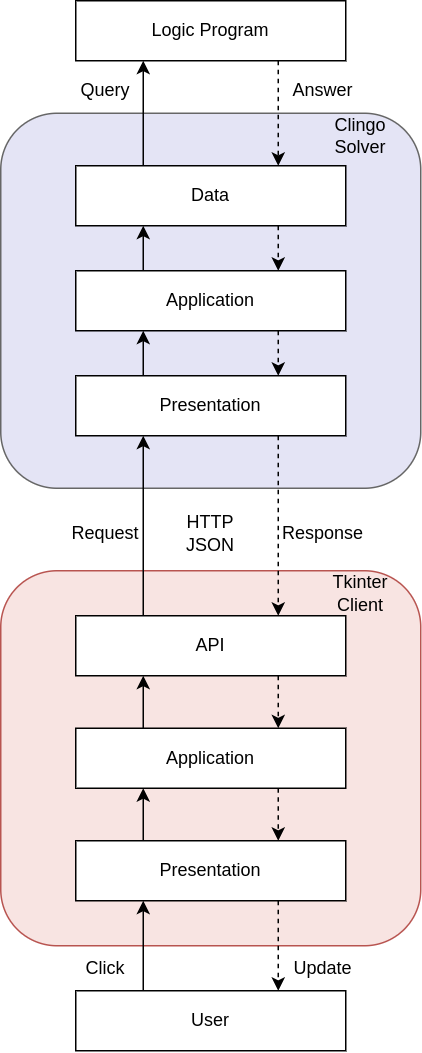 Logic Program
Query
Answer
Clingo
Solver
Data
Application
Presentation
Request
HTTP
JSON
Response
Tkinter
Client
API
Application
Presentation
Click
Update
User